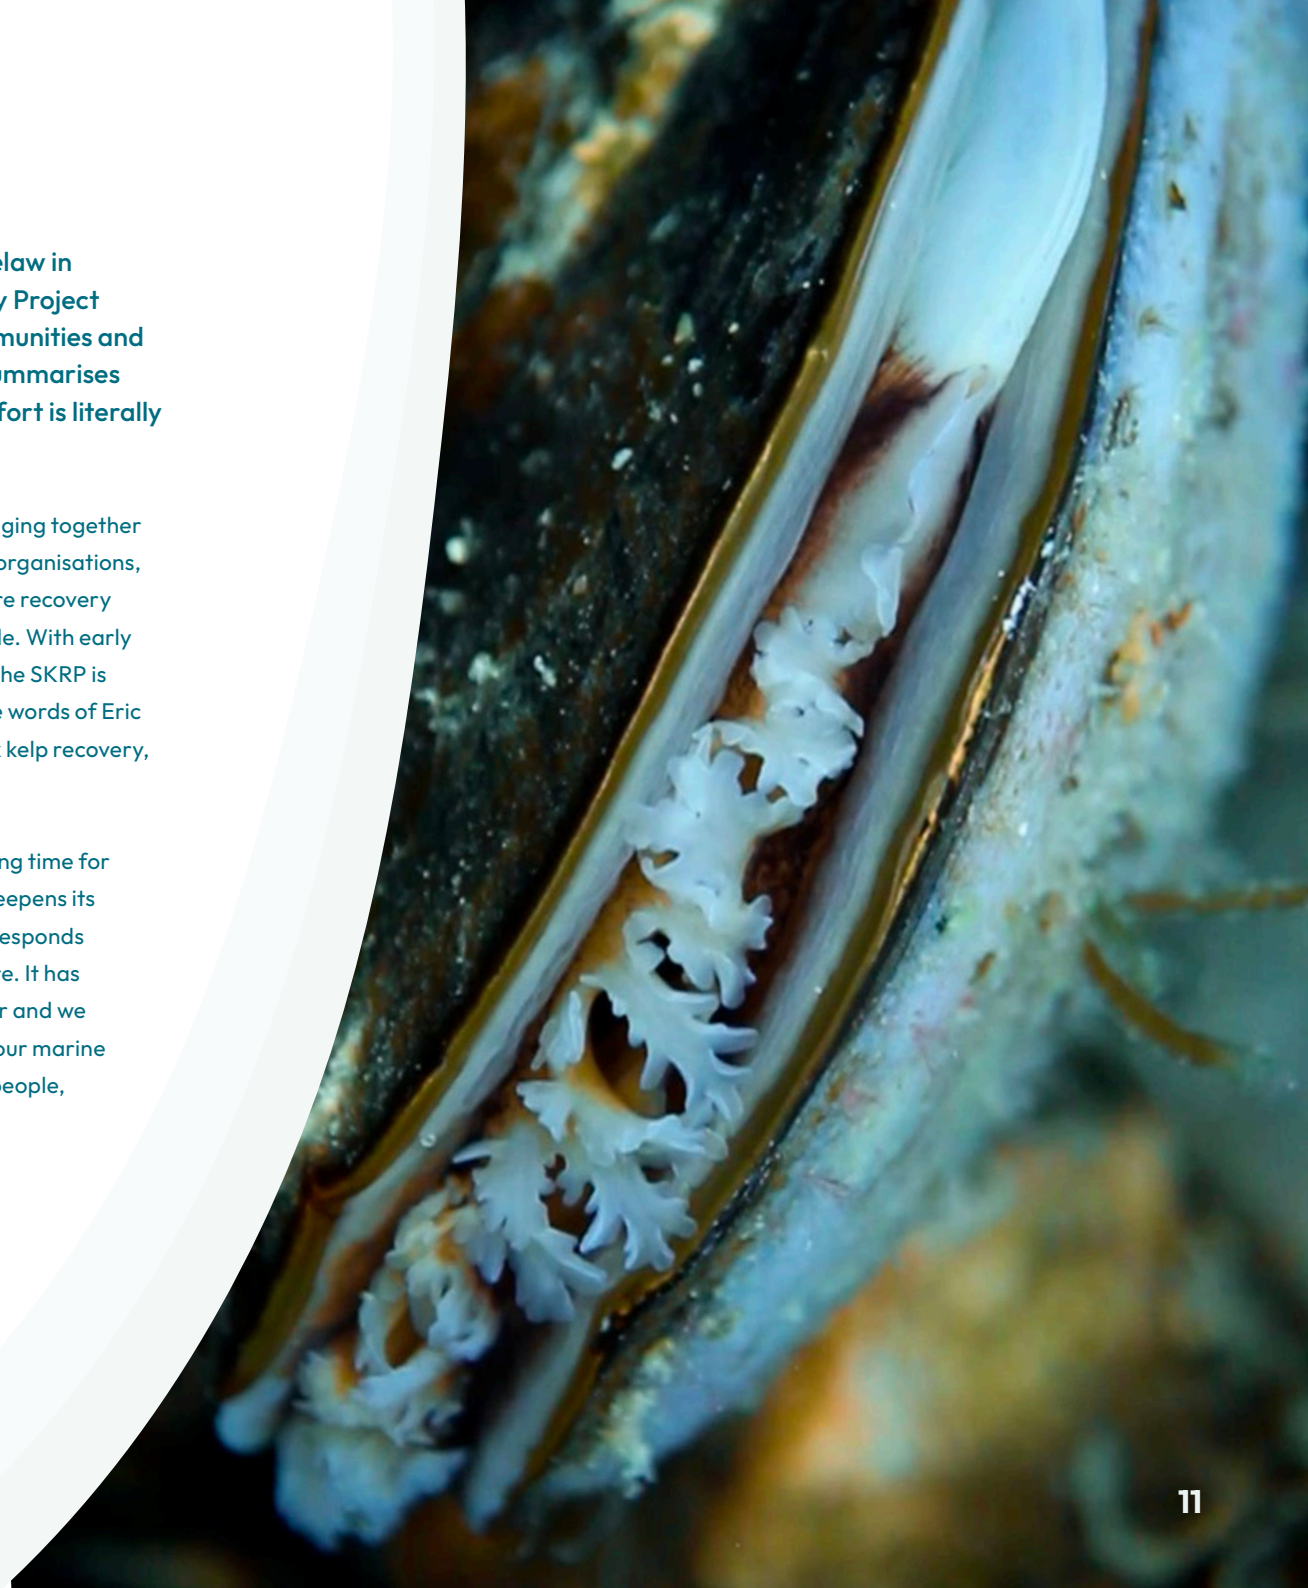 elaw in
y Project
munities and
ummarises
fort is literally
ging together
organisations,
re recovery
le. With early
he SKRP is
e words of Eric
kelp recovery,
ng time for
eepens its
esponds
re. It has
r and we
our marine
people,
11